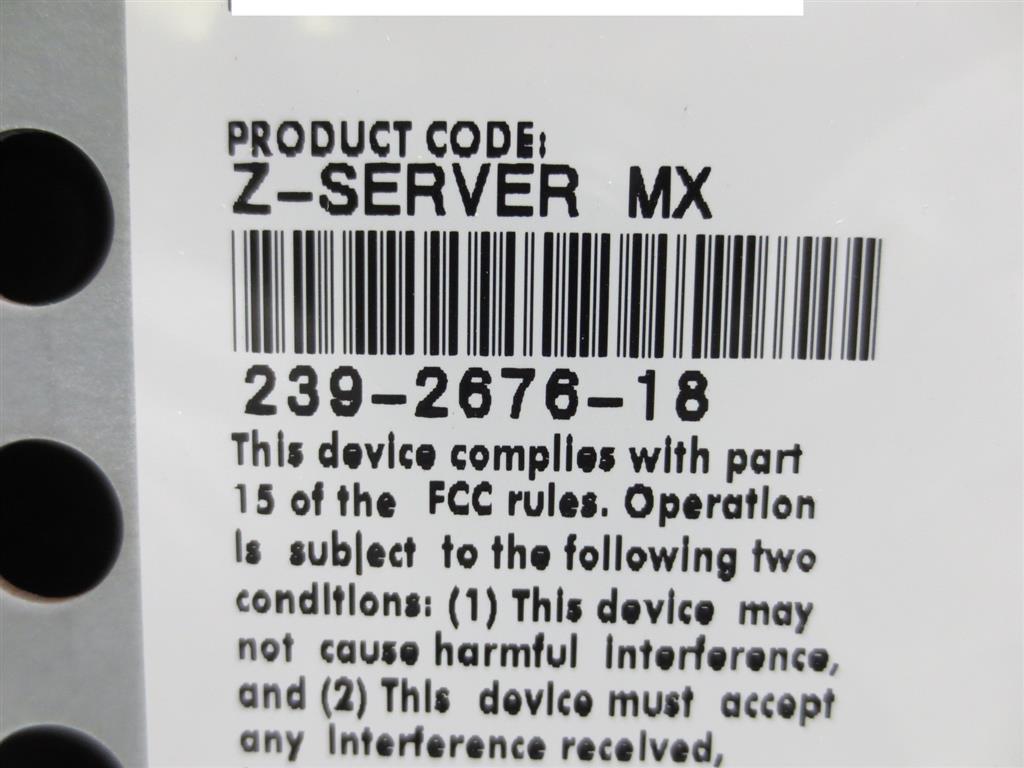 PRODUCT CODE:
Z-SERVER MX
239-2676-18
This device complies with part
15 of the FCC rules. Operation
is subject to the following two
conditions: (1) This device may
not cause harmful interference,
and (2) This device must accept
any interference received,